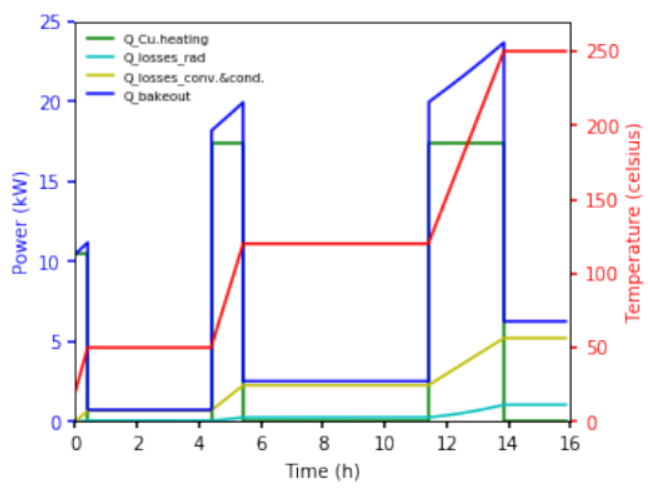 25
20
15
10
5
0
Power (kW)
Q_Cu.heating
Q_losses_rad
Q_losses_conv.&cond.
Q_bakeout
250
200
150
100
50
0
Temperature (celsius)
0 2 4 6 8 10 12 14 16
Time (h)